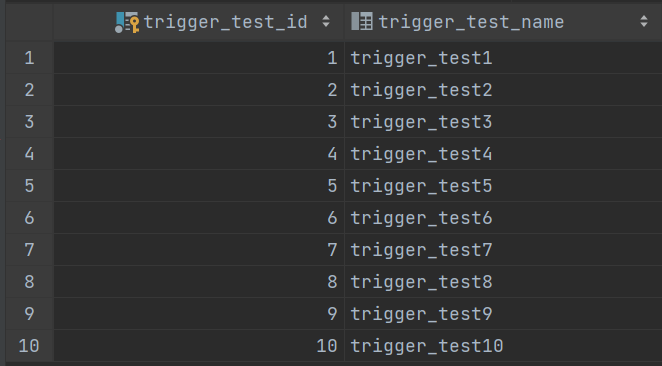 trigger_test_id trigger_test_name
1 1 trigger_test1
2 2 trigger_test2
3 3 trigger_test3
4 4 trigger_test4
5 5 trigger_test5
6 6 trigger_test6
7 7 trigger_test7
8 8 trigger_test8
9 9 trigger_test9
10 10 trigger_test10